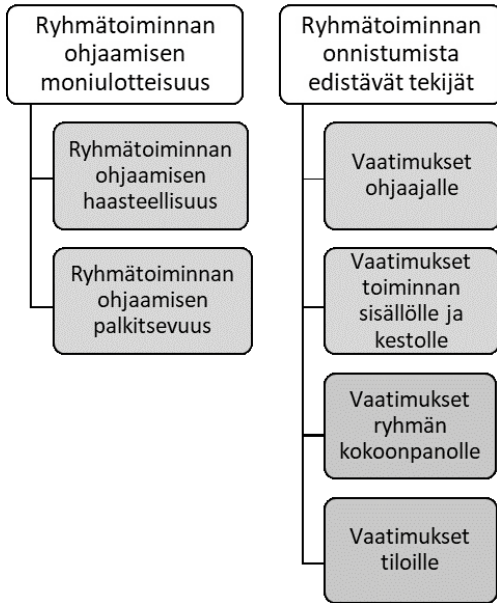 Ryhmätoiminnan
ohjaamisen
moniulotteisuus
Ryhmätoiminnan
ohjaamisen
haasteellisuus
Ryhmätoiminnan
ohjaamisen
palkitsevuus
Ryhmätoiminnan
onnistumista
edistävät tekijät
Vaatimukset
ohjaajalle
Vaatimukset
toiminnan
sisällölle ja
kestolle
Vaatimukset
ryhmän
kokoonpanolle
Vaatimukset
tiloille